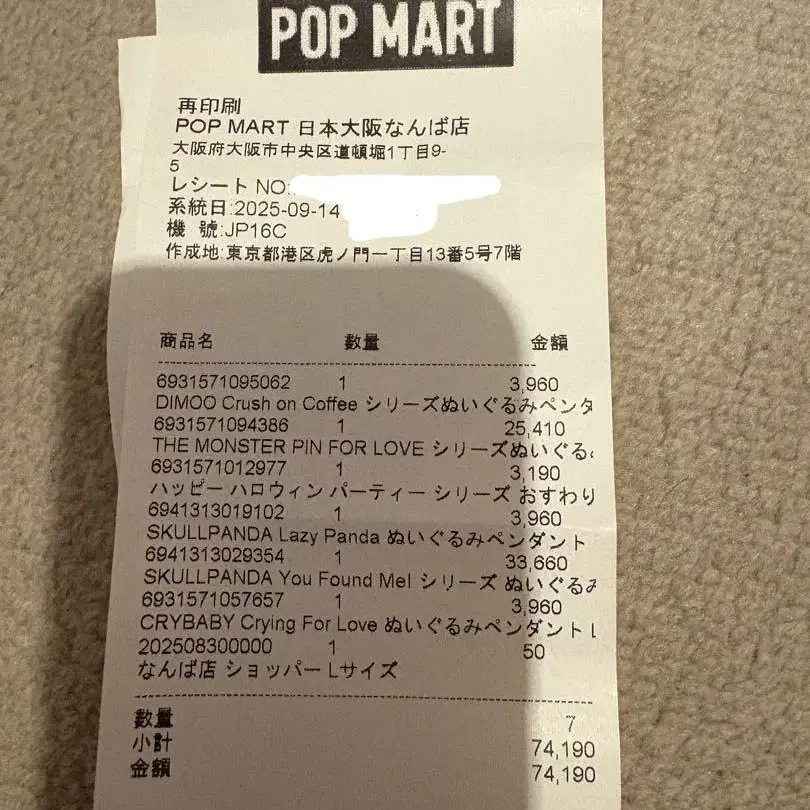 POP MART
再印刷
POP MART 日本大阪なんば店
大阪府大阪市中央区道頓堀1丁目9-
5
レシート NO:
系統日:2025-09-14
機 號:JP16C
作成地:東京都港区虎ノ門一丁目13番5号7階
商品名 數量 金額
6931571095062 1 3,960
DIMOO Crush on Coffee シリーズぬいぐるみペンタ
6931571094386 1 25,410
THE MONSTER PIN FOR LOVE シリーズぬいぐる
6931571012977 1 3,190
ハッピー ハロウィン パーティー シリーズ おすわり
6941313019102 1 3,960
SKULLPANDA Lazy Panda ぬいぐるみペンダント
6941313029354 1 33,660
SKULLPANDA You Found Me! シリーズ ぬいぐるみ
6931571057657 1 3,960
CRYBABY Crying For Love ぬいぐるみペンダント
202508300000 1 50
なんば店 ショッパー Lサイズ
數量 7
小計 74,190
金額 74,190